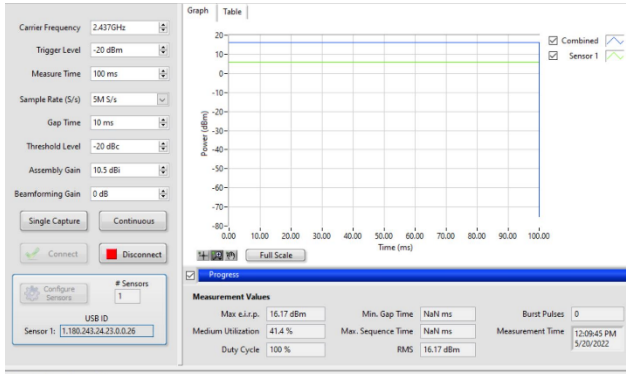 Graph Table
Carrier Frequency 2.437GHz
Trigger Level -20 dBm
Measure Time 100 ms
Sample Rate (S/s) 5M S/s
Gap Time 10 ms
Threshold Level -20 dBc
Assembly Gain 10.5 dBi
Beamforming Gain 0 dB
Single Capture Continuous
Connect Disconnect
Configure
Sensors
# Sensors
1
USB ID
Sensor 1: 1.180.243.24.23.0.0.26
Power (dBm)
20
10
0
-10
-20
-30
-40
-50
-60
-70
-80
0.00 10.00 20.00 30.00 40.00 50.00 60.00 70.00 80.00 90.00 100.00
Time (ms)
Combined
Sensor 1
Full Scale
Progress
Measurement Values
Max e.i.r.p. 16.17 dBm Min. Gap Time NaN ms Burst Pulses 0
Medium Utilization 41.4 % Max. Sequence Time NaN ms Measurement Time 12:09:45 PM
5/20/2022
Duty Cycle 100 % RMS 16.17 dBm